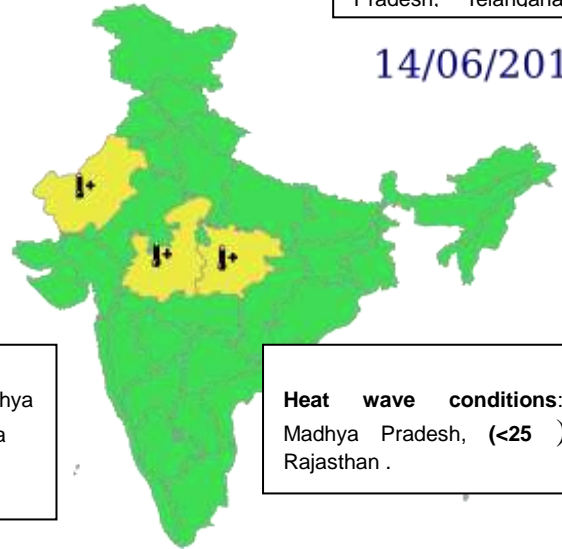 Pradesh, Telangana
14/06/201
hya
a
Heat wave conditions:
Madhya Pradesh, (<25 )
Rajasthan .